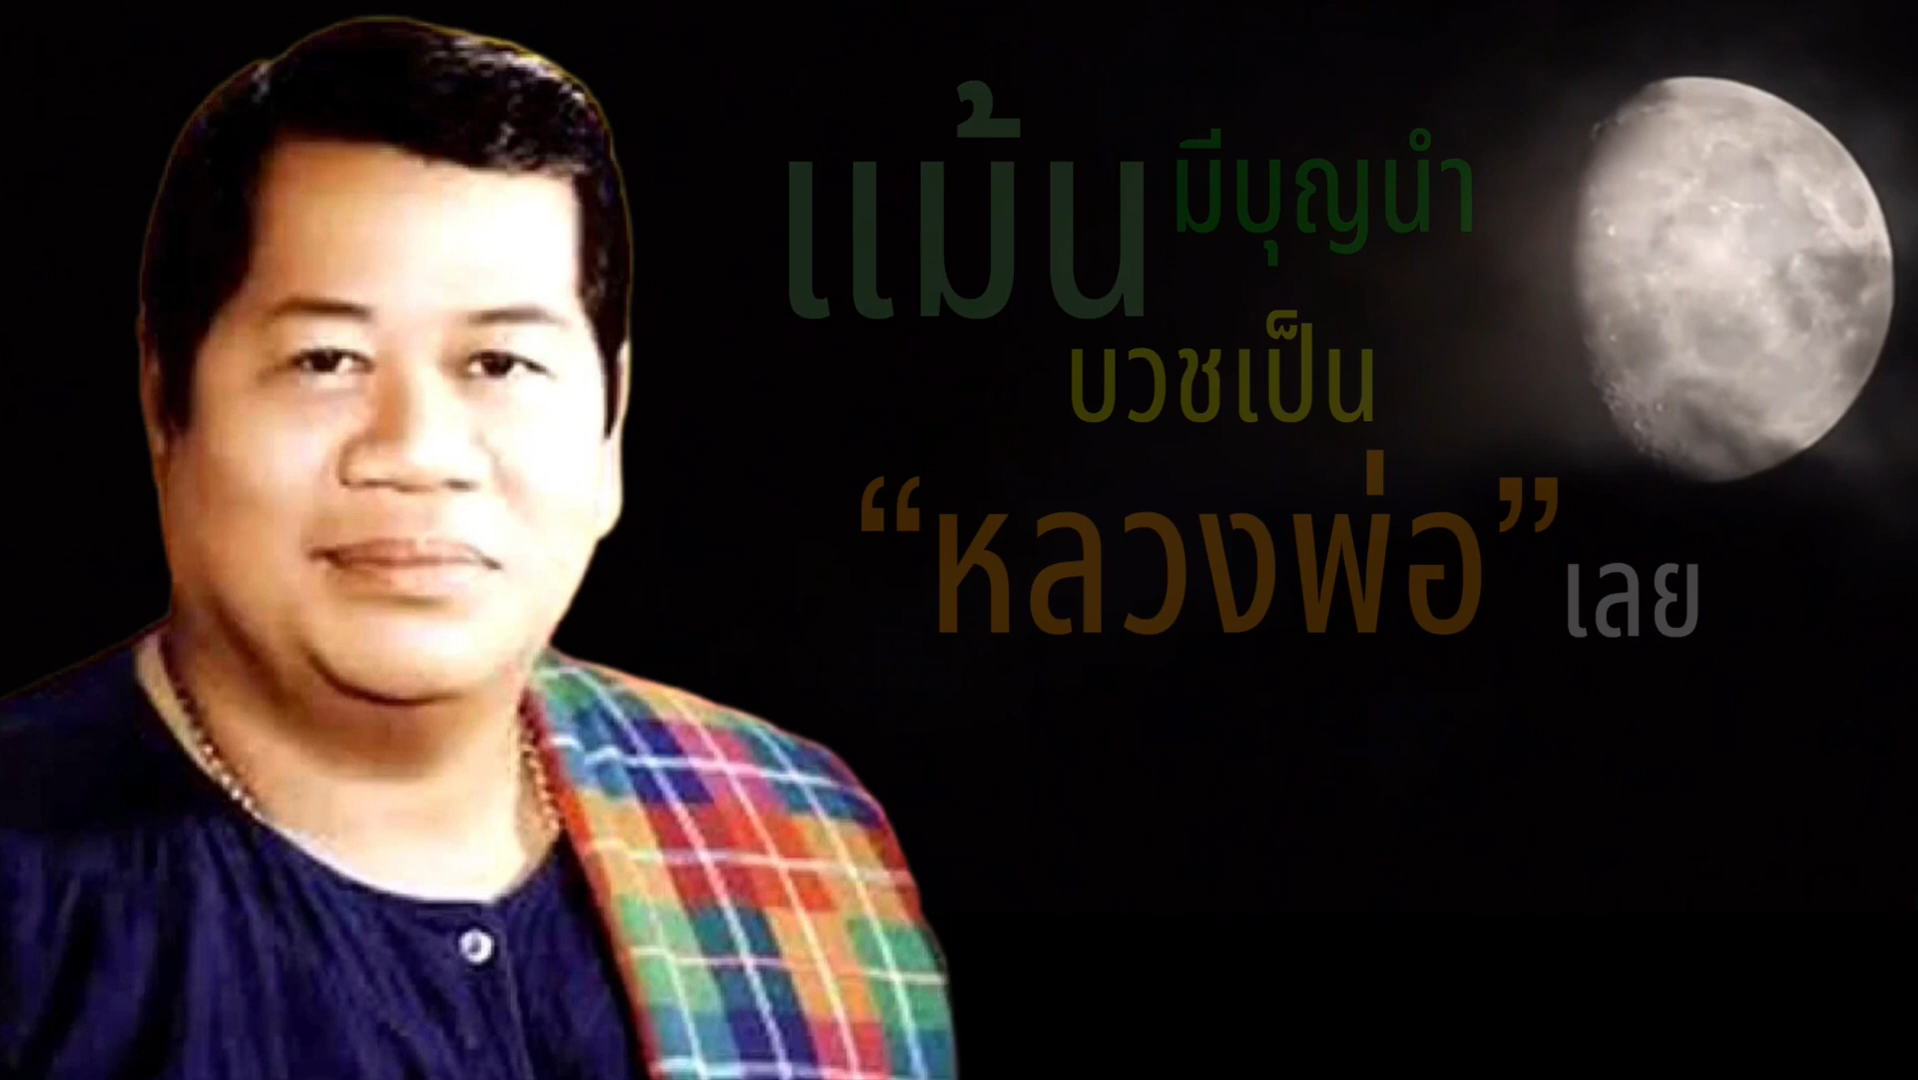 แม้น มีบุญนำ
บวชเป็น
“หลวงพ่อ” เลย